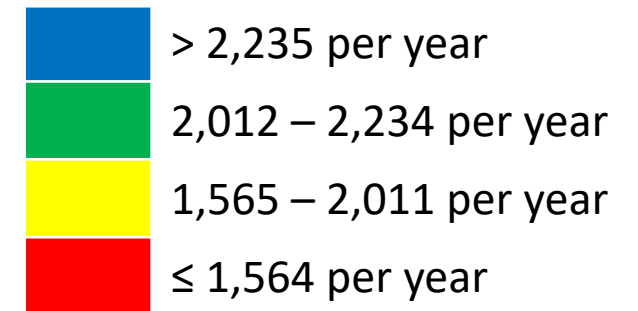 > 2,235 per year
2,012 – 2,234 per year
1,565 – 2,011 per year
≤ 1,564 per year